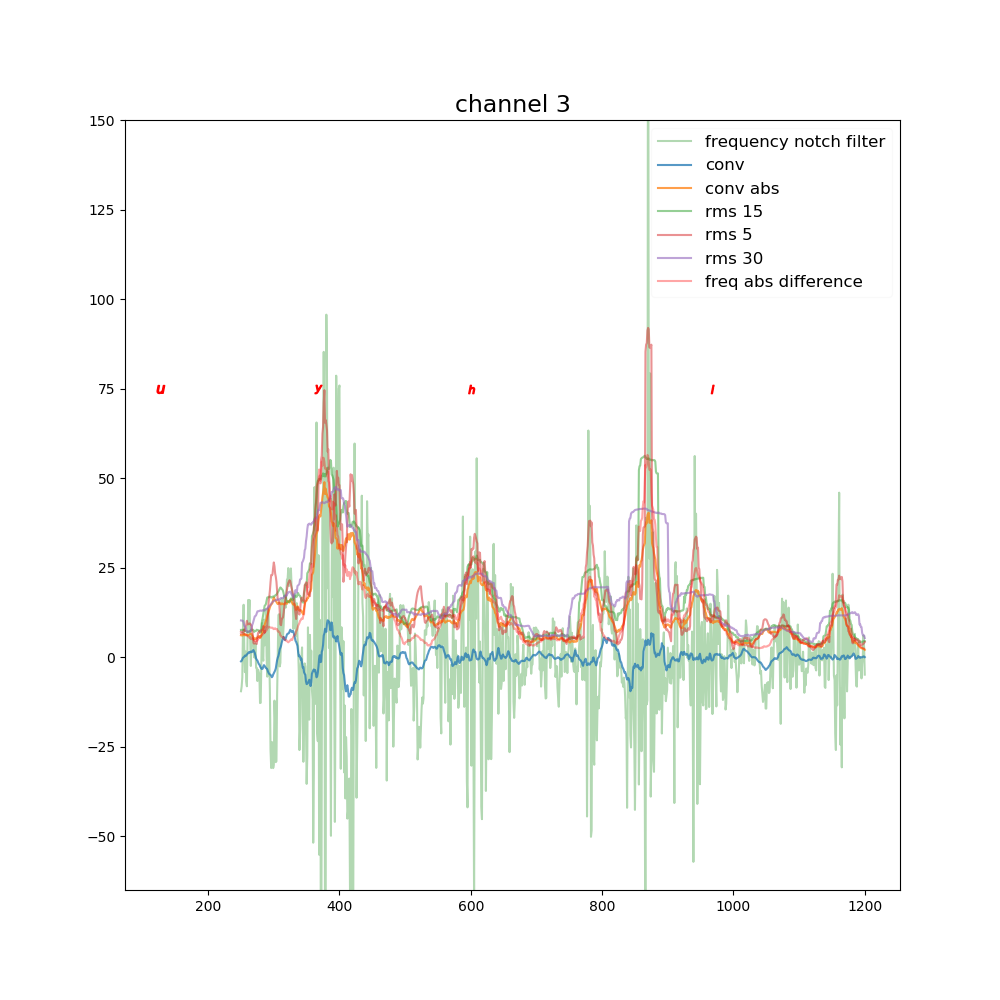 channel 3
150
125
100
75
50
25
0
−25
−50
frequency notch filter
conv
conv abs
rms 15
rms 5
rms 30
freq abs difference
u y h l
200 400 600 800 1000 1200